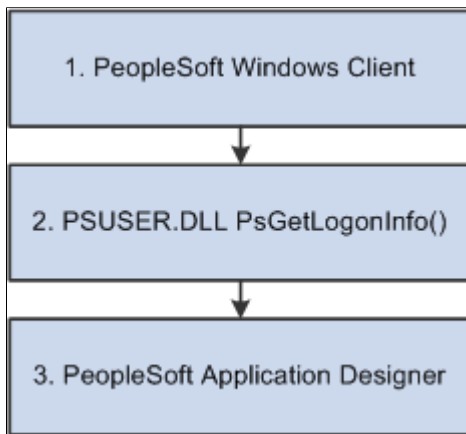 1. PeopleSoft Windows Client
2. PSUSER.DLL PsGetLogonInfo()
3. PeopleSoft Application Designer